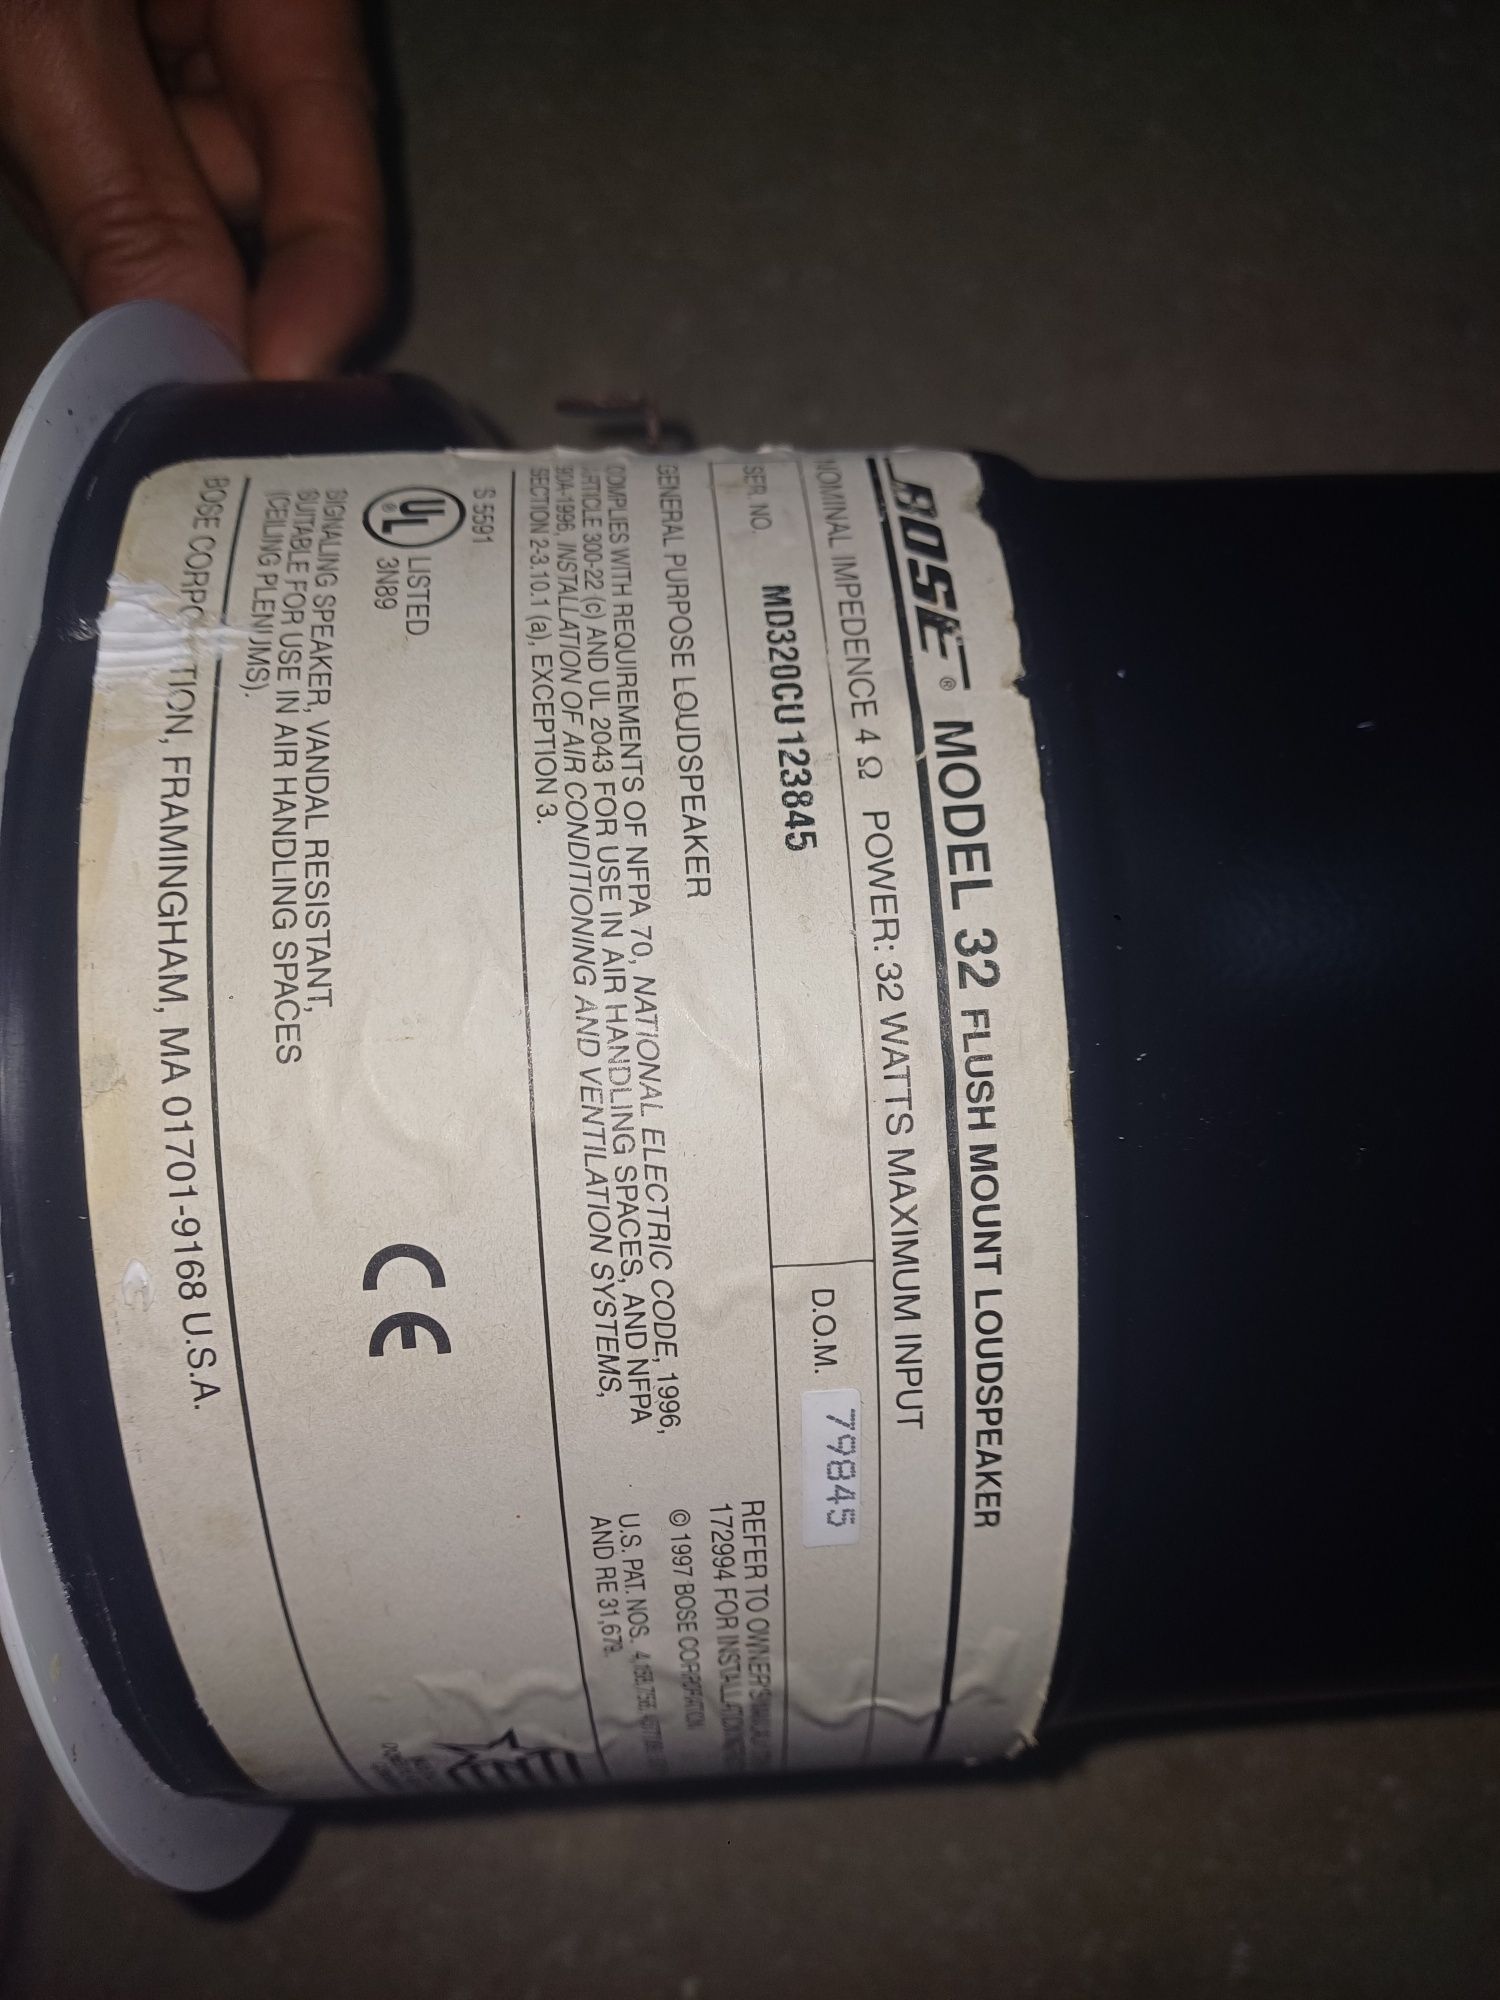 BOSE® MODEL 32 FLUSH MOUNT LOUDSPEAKER
NOMINAL IMPEDENCE 4 Ω POWER: 32 WATTS MAXIMUM INPUT
SER. NO. MD320CU123845 D.O.M. 79845
GENERAL PURPOSE LOUDSPEAKER
COMPLIES WITH REQUIREMENTS OF NFPA 70, NATIONAL ELECTRIC CODE, 1996,
ARTICLE 300-22 (c) AND UL 2043 FOR USE IN AIR HANDLING SPACES, AND NFPA
90A-1996, INSTALLATION OF AIR CONDITIONING AND VENTILATION SYSTEMS,
SECTION 2-3.10.1 (a), EXCEPTION 3.
REFER TO OWNER'S
172994 FOR INSTALLATION
© 1997 BOSE CORPORATION
U.S. PAT. NOS.
AND RE 31,679.
S 5591
UL ® LISTED
3N89
SIGNALING SPEAKER, VANDAL RESISTANT,
SUITABLE FOR USE IN AIR HANDLING SPACES
(CEILING PLENUMS).
CE
BOSE CORPO TION, FRAMINGHAM, MA 01701-9168 U.S.A.